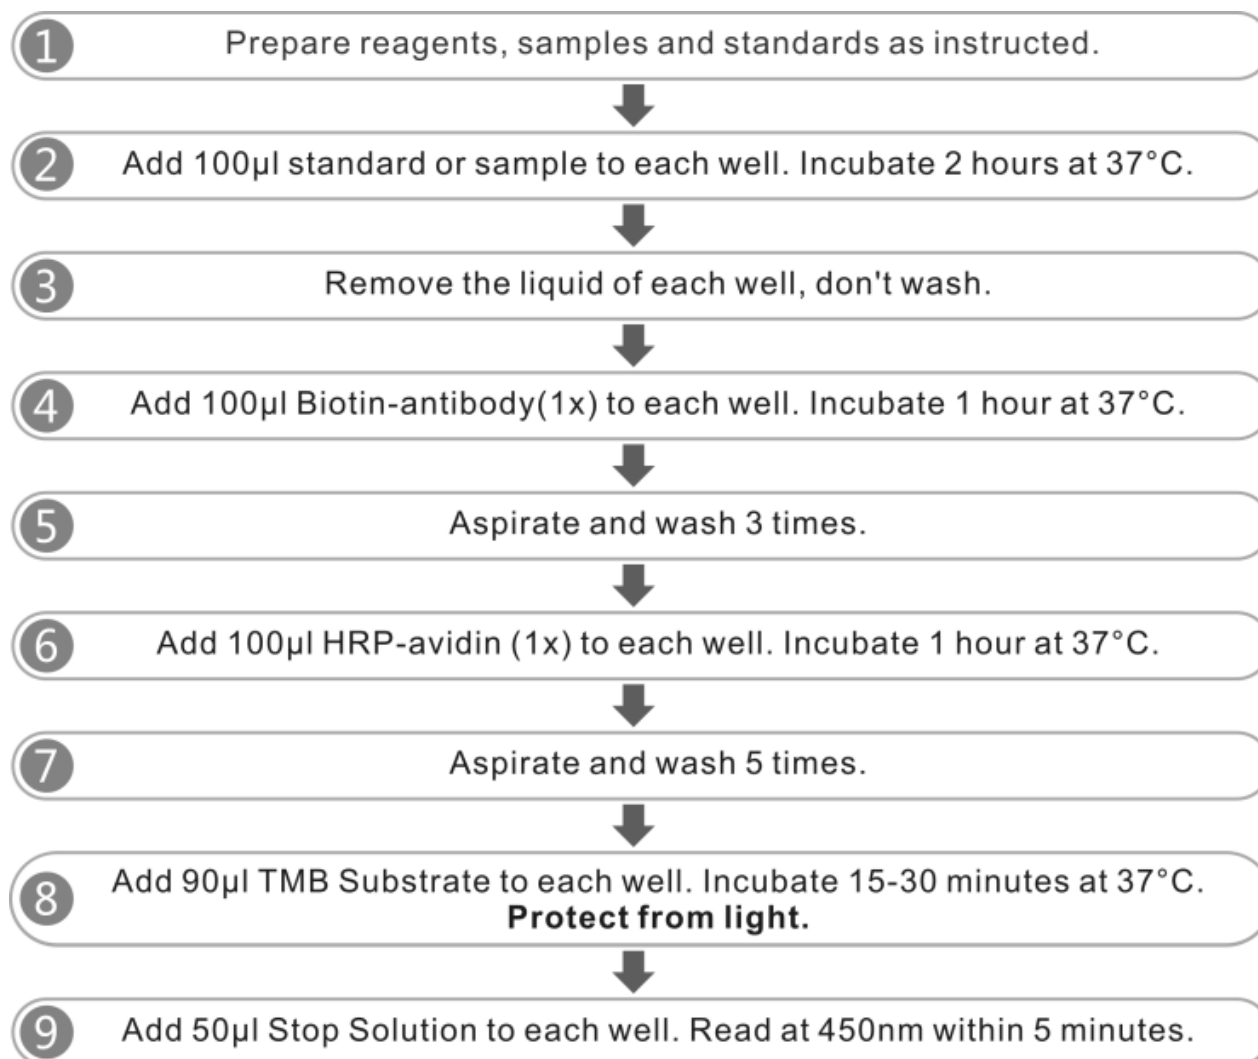 1 Prepare reagents, samples and standards as instructed.
2 Add 100µl standard or sample to each well. Incubate 2 hours at 37°C.
3 Remove the liquid of each well, don't wash.
4 Add 100µl Biotin-antibody(1x) to each well. Incubate 1 hour at 37°C.
5 Aspirate and wash 3 times.
6 Add 100µl HRP-avidin (1x) to each well. Incubate 1 hour at 37°C.
7 Aspirate and wash 5 times.
8 Add 90µl TMB Substrate to each well. Incubate 15-30 minutes at 37°C.
Protect from light.
9 Add 50µl Stop Solution to each well. Read at 450nm within 5 minutes.